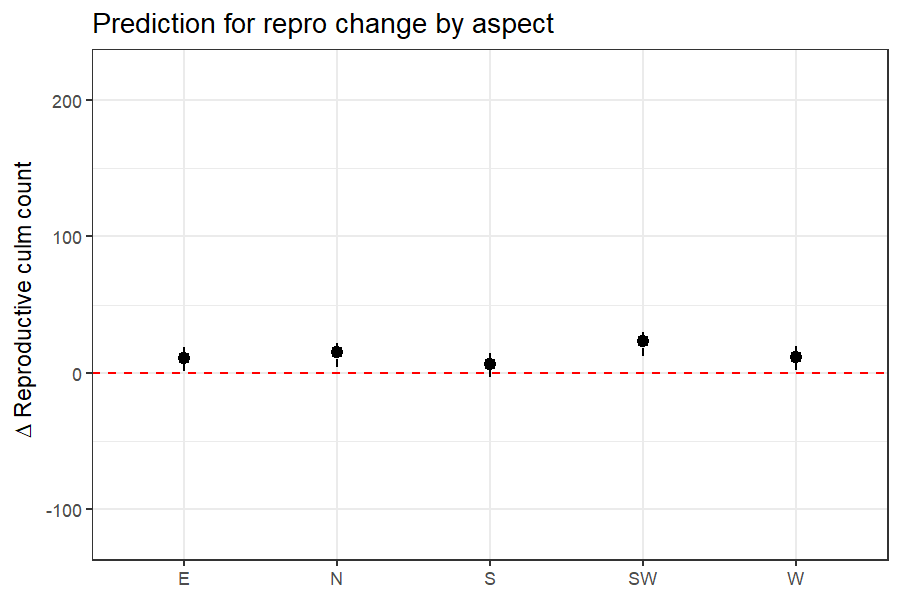 Prediction for repro change by aspect
Δ Reproductive culm count
200
100
0
-100
E N S SW W